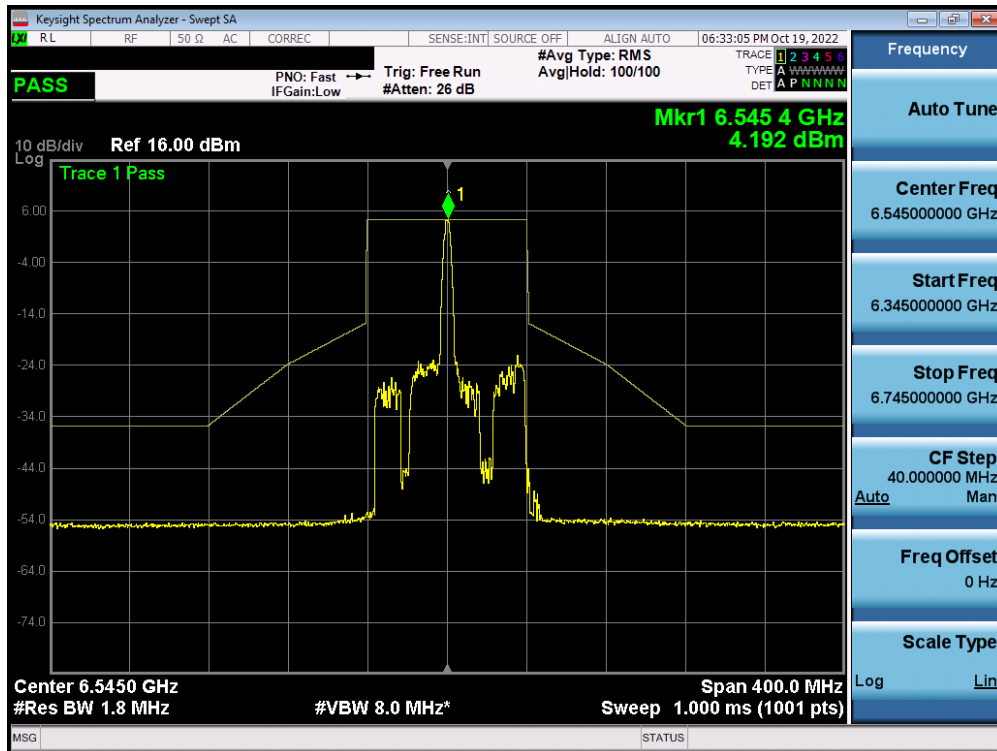 Keysight Spectrum Analyzer - Swept SA
LXI RL RF 50 Ω AC CORREC SENSE:INT SOURCE OFF ALIGN AUTO 06:33:05 PM Oct 19, 2022
PASS
PNO: Fast
IFGain:Low
Trig: Free Run
#Atten: 26 dB
#Avg Type: RMS
Avg|Hold: 100/100
TRACE 1 2 3 4 5 6
TYPE A WWWWW
DET A P N N N N
Mkr1 6.545 4 GHz
4.192 dBm
10 dB/div Ref 16.00 dBm
Log
Trace 1 Pass
1
6.00
-4.00
-14.0
-24.0
-34.0
-44.0
-54.0
-64.0
-74.0
Center 6.5450 GHz Span 400.0 MHz
#Res BW 1.8 MHz #VBW 8.0 MHz* Sweep 1.000 ms (1001 pts)
MSG STATUS
Frequency
Auto Tune
Center Freq
6.545000000 GHz
Start Freq
6.345000000 GHz
Stop Freq
6.745000000 GHz
CF Step
40.000000 MHz
Auto Man
Freq Offset
0 Hz
Scale Type
Log Lin